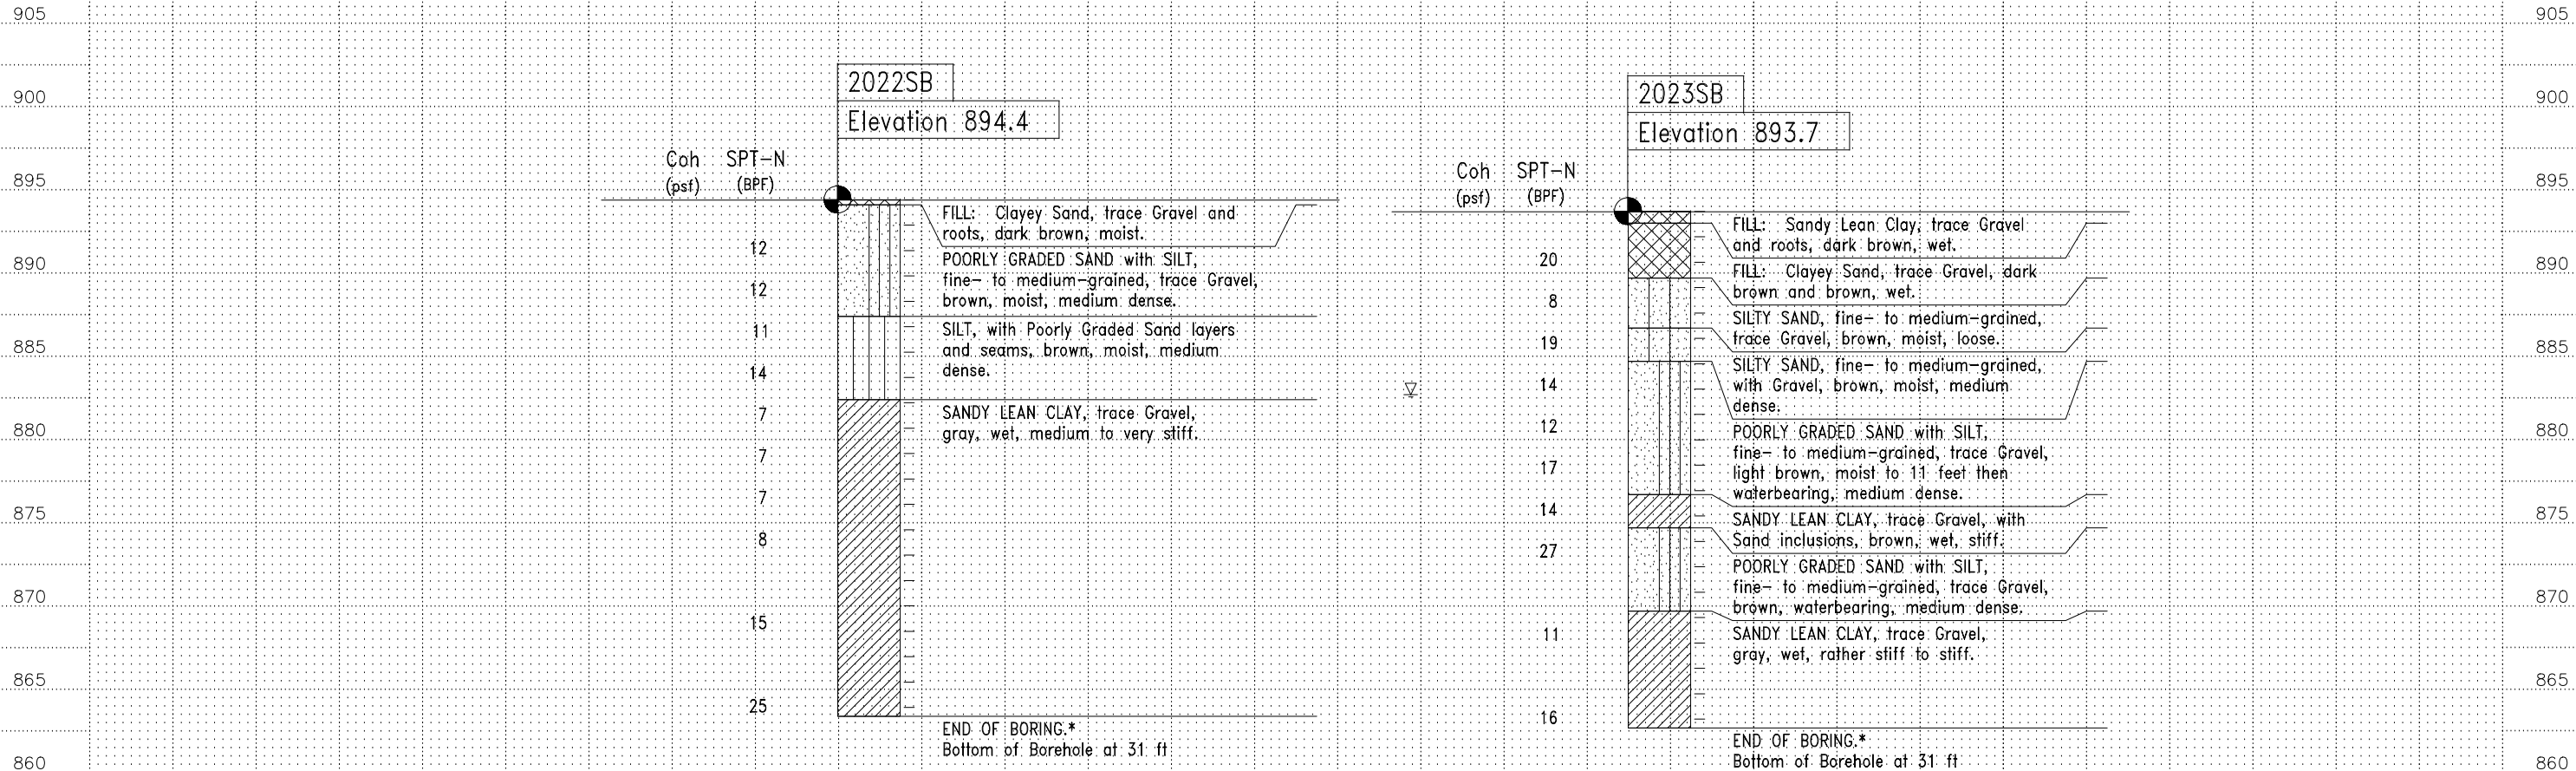 905
900
895
890
885
880
875
870
865
860
2022SB
Elevation 894.4
Coh SPT-N
(psf) (BPF)
12
12
11
14
7
7
7
8
15
25
FILL: Clayey Sand, trace Gravel and
roots, dark brown, moist.
POORLY GRADED SAND with SILT,
fine- to medium-grained, trace Gravel,
brown, moist, medium dense.
SILT, with Poorly Graded Sand layers
and seams, brown, moist, medium
dense.
SANDY LEAN CLAY, trace Gravel,
gray, wet, medium to very stiff.
END OF BORING.*
Bottom of Borehole at 31 ft
2023SB
Elevation 893.7
Coh SPT-N
(psf) (BPF)
20
8
19
14
12
17
14
27
11
16
FILL: Sandy Lean Clay, trace Gravel
and roots, dark brown, wet.
FILL: Clayey Sand, trace Gravel, dark
brown and brown, wet.
SILTY SAND, fine- to medium-grained,
trace Gravel, brown, moist, loose.
SILTY SAND, fine- to medium-grained,
with Gravel, brown, moist, medium
dense.
POORLY GRADED SAND with SILT,
fine- to medium-grained, trace Gravel,
light brown, moist to 11 feet then
waterbearing, medium dense.
SANDY LEAN CLAY, trace Gravel, with
Sand inclusions, brown, wet, stiff.
POORLY GRADED SAND with SILT,
fine- to medium-grained, trace Gravel,
brown, waterbearing, medium dense.
SANDY LEAN CLAY, trace Gravel,
gray, wet, rather stiff to stiff.
END OF BORING.*
Bottom of Borehole at 31 ft
905
900
895
890
885
880
875
870
865
860